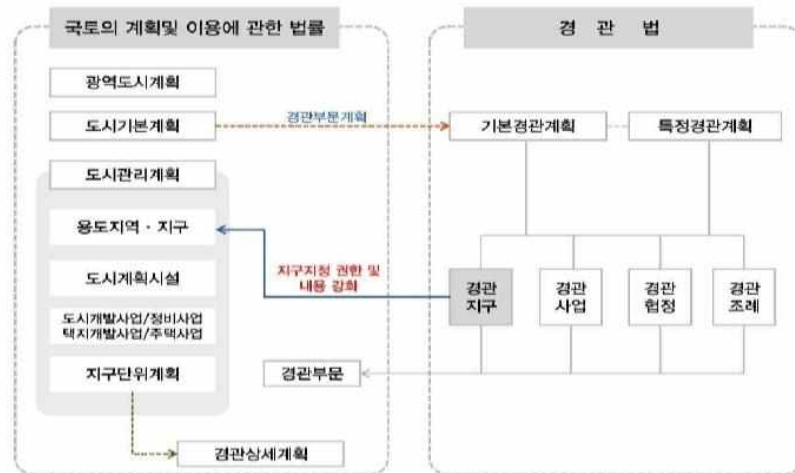 국토의 계획및 이용에 관한 법률
경 관 법
광역도시계획
도시기본계획
경관부문계획
기본경관계획
특정경관계획
도시관리계획
용도지역 · 지구
지구지정 권한 및
내용 강화
도시계획시설
경관
지구
경관
사업
경관
협정
경관
조례
도시개발사업/정비사업
택지개발사업/주택사업
지구단위계획
경관부문
경관상세계획